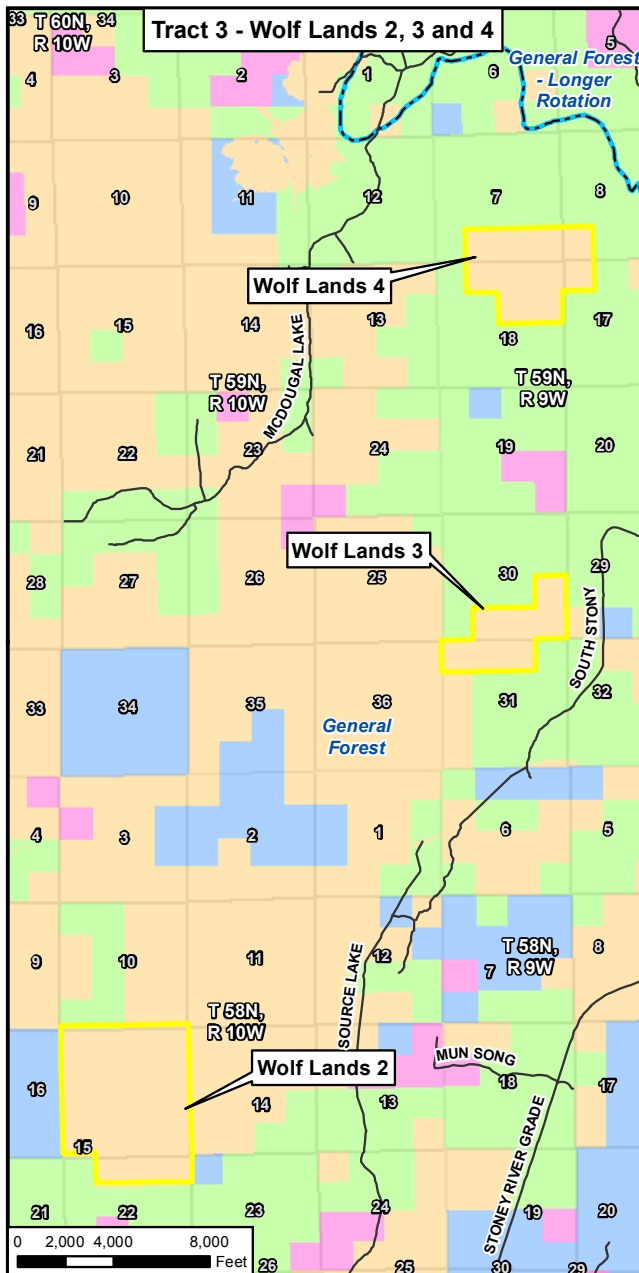 Tract 3 - Wolf Lands 2, 3 and 4
33
T 60N,
R 10W
34
5
4
3
2
1
6
General Forest
- Longer
Rotation
9
10
11
12
7
8
Wolf Lands 4
16
15
14
13
18
17
T 59N,
R 10W
MCDOUGAL LAKE
T 59N,
R 9W
21
22
23
24
19
20
Wolf Lands 3
28
27
26
25
30
29
SOUTH STONY
33
34
35
36
31
32
General
Forest
4
3
2
1
6
5
9
10
11
12
7
T 58N,
R 9W
8
T 58N,
R 10W
SOURCE LAKE
Wolf Lands 2
MUN SONG
16
15
14
13
18
17
STONEY RIVER GRADE
21
22
23
24
19
20
26
25
30
29
0 2,000 4,000 8,000
Feet